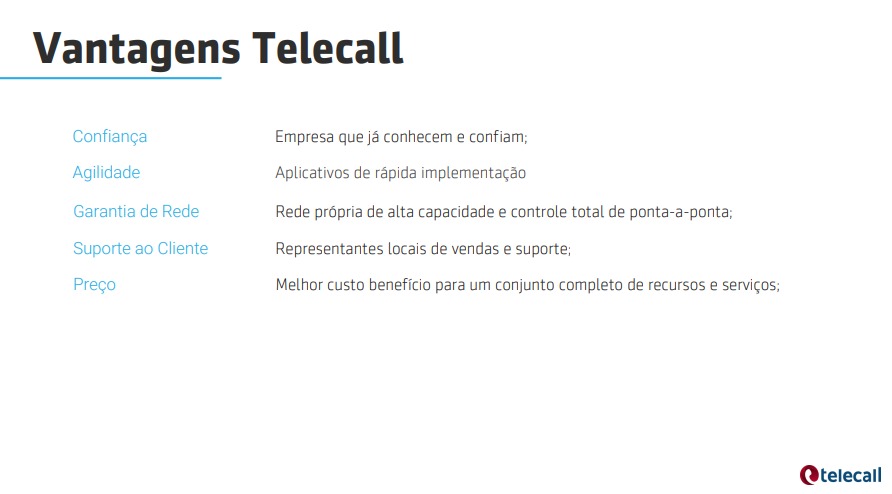 Vantagens Telecall
Confiança Empresa que já conhecem e confiam;
Agilidade Aplicativos de rápida implementação
Garantia de Rede Rede própria de alta capacidade e controle total de ponta-a-ponta;
Suporte ao Cliente Representantes locais de vendas e suporte;
Preço Melhor custo benefício para um conjunto completo de recursos e serviços;
telecall